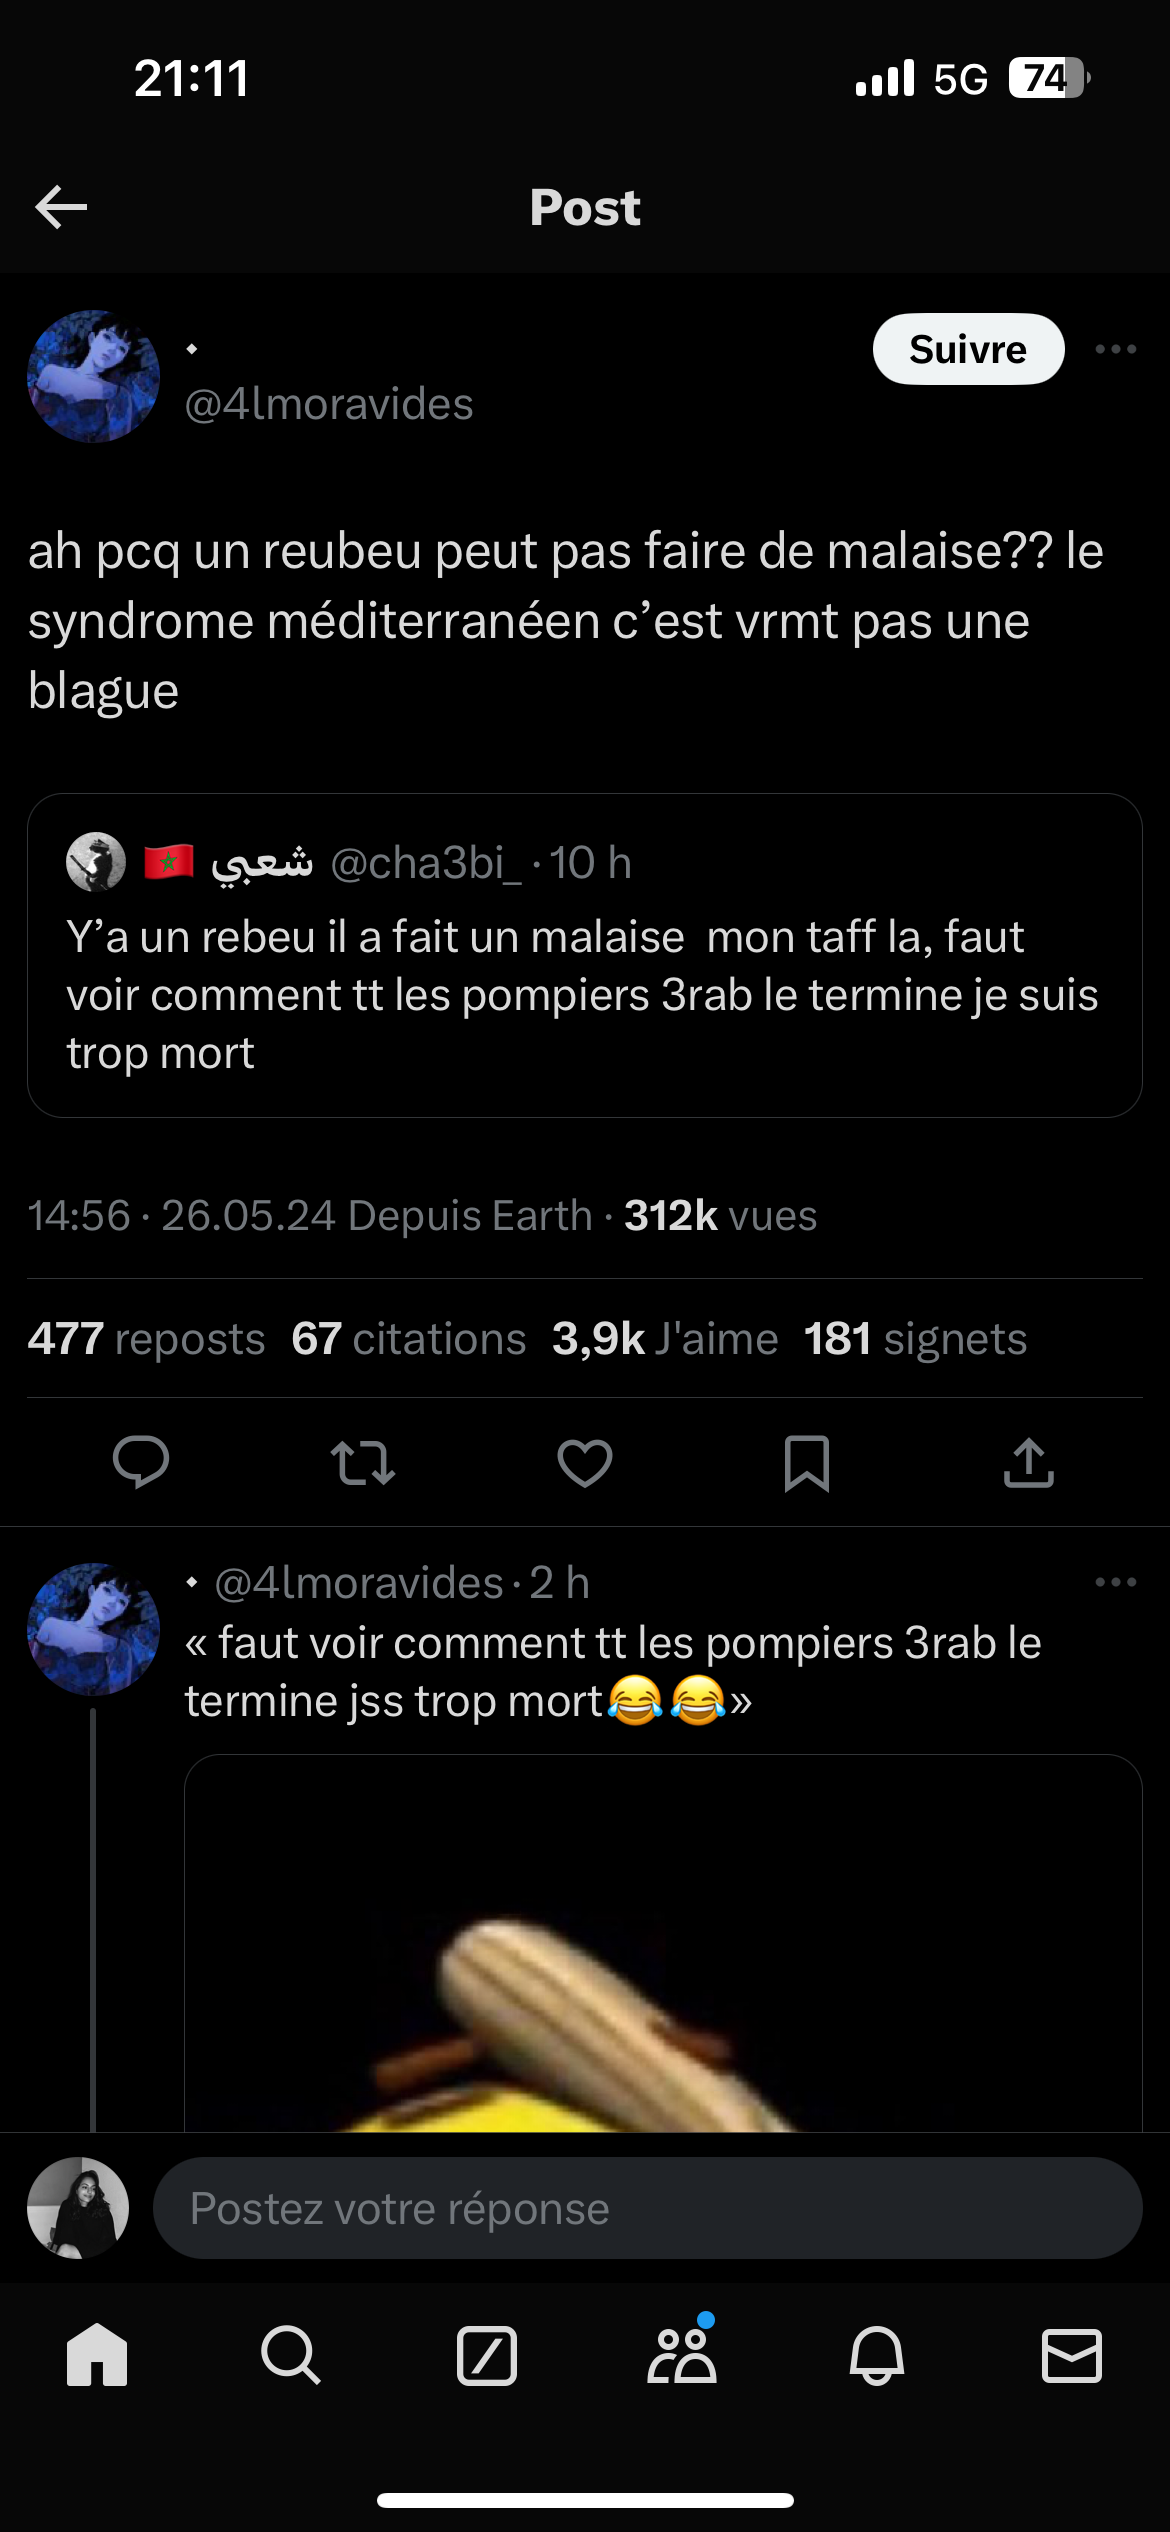 21:11
5G 74
Post
@4lmoravides
Suivre
ah pcq un reubeu peut pas faire de malaise?? le
syndrome méditerranéen c’est vrmt pas une
blague
🇲🇦 شعبي @cha3bi_ · 10 h
Y’a un rebeu il a fait un malaise  mon taff la, faut
voir comment tt les pompiers 3rab le termine je suis
trop mort
14:56 · 26.05.24 Depuis Earth · 312k vues
477 reposts 67 citations 3,9k J'aime 181 signets
@4lmoravides · 2 h
« faut voir comment tt les pompiers 3rab le
termine jss trop mort😂😂»
Postez votre réponse